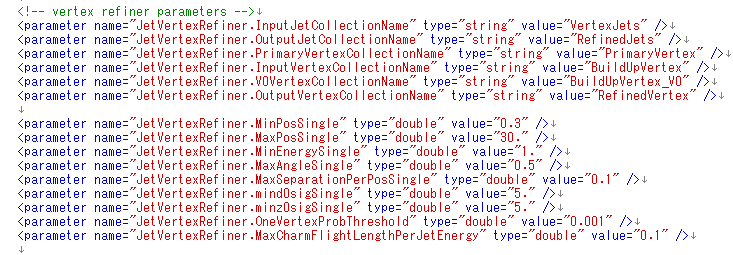 <!-- vertex refiner parameters -->↓
<parameter name="JetVertexRefiner.InputJetCollectionName" type="string" value="VertexJets" />↓
<parameter name="JetVertexRefiner.OutputJetCollectionName" type="string" value="RefinedJets" />↓
<parameter name="JetVertexRefiner.PrimaryVertexCollectionName" type="string" value="PrimaryVertex" />↓
<parameter name="JetVertexRefiner.InputVertexCollectionName" type="string" value="BuildUpVertex" />↓
<parameter name="JetVertexRefiner.V0VertexCollectionName" type="string" value="BuildUpVertex_V0" />↓
<parameter name="JetVertexRefiner.OutputVertexCollectionName" type="string" value="RefinedVertex" />↓
↓
<parameter name="JetVertexRefiner.MinPosSingle" type="double" value="0.3" />↓
<parameter name="JetVertexRefiner.MaxPosSingle" type="double" value="30." />↓
<parameter name="JetVertexRefiner.MinEnergySingle" type="double" value="1." />↓
<parameter name="JetVertexRefiner.MaxAngleSingle" type="double" value="0.5" />↓
<parameter name="JetVertexRefiner.MaxSeparationPerPosSingle" type="double" value="0.1" />↓
<parameter name="JetVertexRefiner.mind0sigSingle" type="double" value="5." />↓
<parameter name="JetVertexRefiner.minz0sigSingle" type="double" value="5." />↓
<parameter name="JetVertexRefiner.OneVertexProbThreshold" type="double" value="0.001" />↓
<parameter name="JetVertexRefiner.MaxCharmFlightLengthPerJetEnergy" type="double" value="0.1" />↓
↓